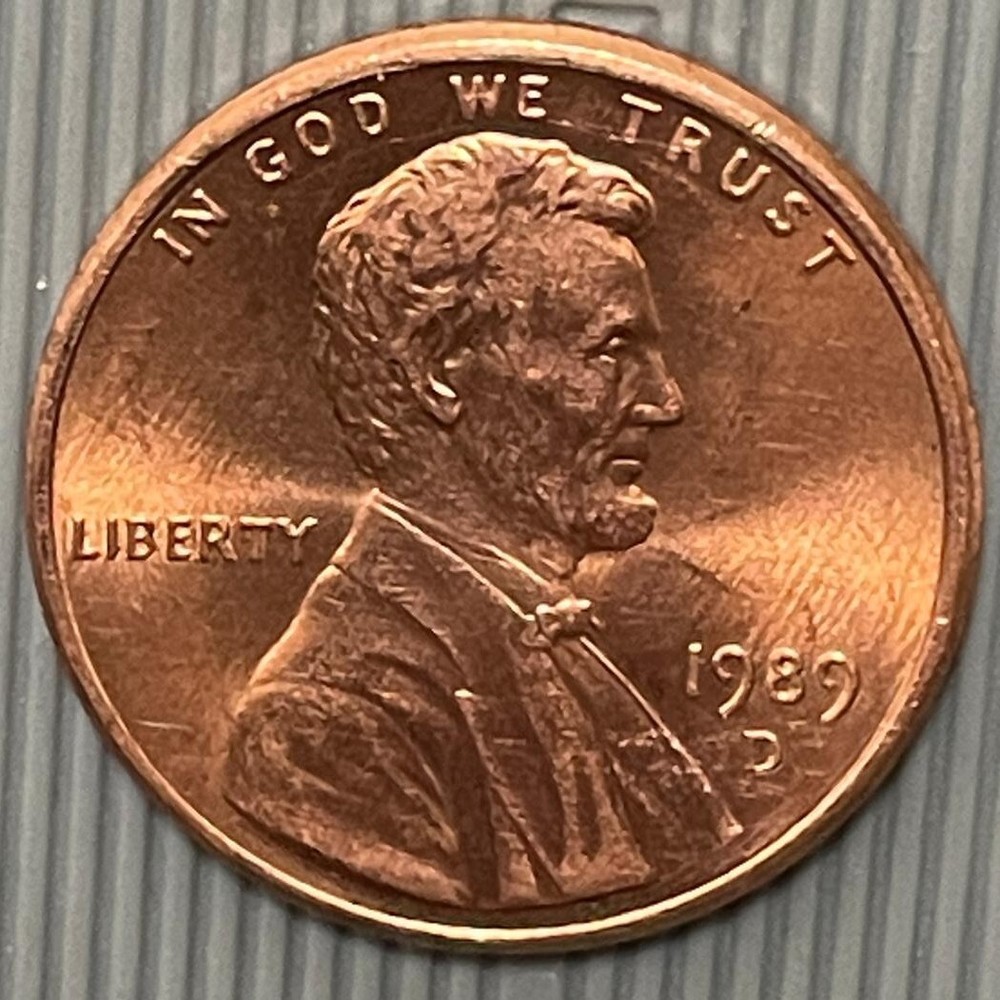 IN GOD WE TRUST
LIBERTY
1989
D